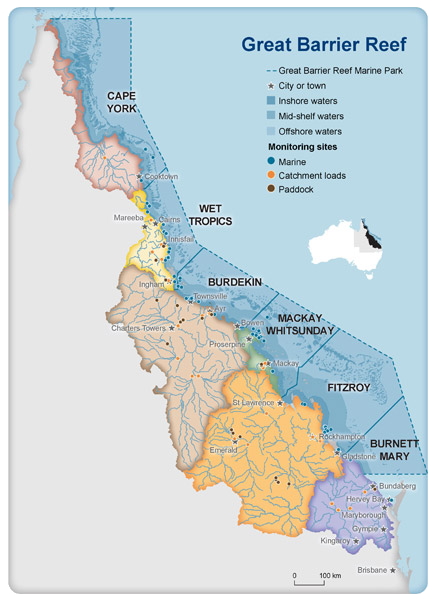 Great Barrier Reef
Great Barrier Reef Marine Park
City or town
Inshore waters
Mid-shelf waters
Offshore waters
Monitoring sites
Marine
Catchment loads
Paddock
CAPE
YORK
Cooktown
WET
TROPICS
Mareeba
Cairns
Innisfail
Ingham
BURDEKIN
Townsville
Ayr
Charters Towers
Bowen
MACKAY
WHITSUNDAY
Proserpine
Mackay
FITZROY
St Lawrence
Rockhampton
Emerald
BURNETT
MARY
Gladstone
Bundaberg
Hervey Bay
Maryborough
Gympie
Kingaroy
Brisbane
0 100 km